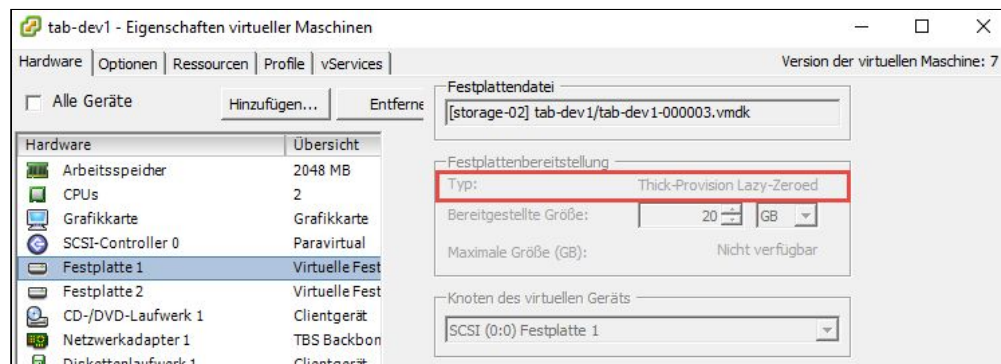 tab-dev1 - Eigenschaften virtueller Maschinen
Hardware Optionen Ressourcen Profile vServices Version der virtuellen Maschine: 7
Alle Geräte Hinzufügen... Entferne
Hardware Übersicht
Arbeitsspeicher 2048 MB
CPUs 2
Grafikkarte Grafikkarte
SCSI-Controller 0 Paravirtual
Festplatte 1 Virtuelle Fest
Festplatte 2 Virtuelle Fest
CD-/DVD-Laufwerk 1 Clientgerät
Netzwerkadapter 1 TBS Backbon
Diskettenlaufwerk 1 Clientgerät
Festplattendatei
[storage-02] tab-dev1/tab-dev1-000003.vmdk
Festplattenbereitstellung
Typ: Thick-Provision Lazy-Zeroed
Bereitgestellte Größe: 20 GB
Maximale Größe (GB): Nicht verfügbar
Knoten des virtuellen Geräts
SCSI (0:0) Festplatte 1